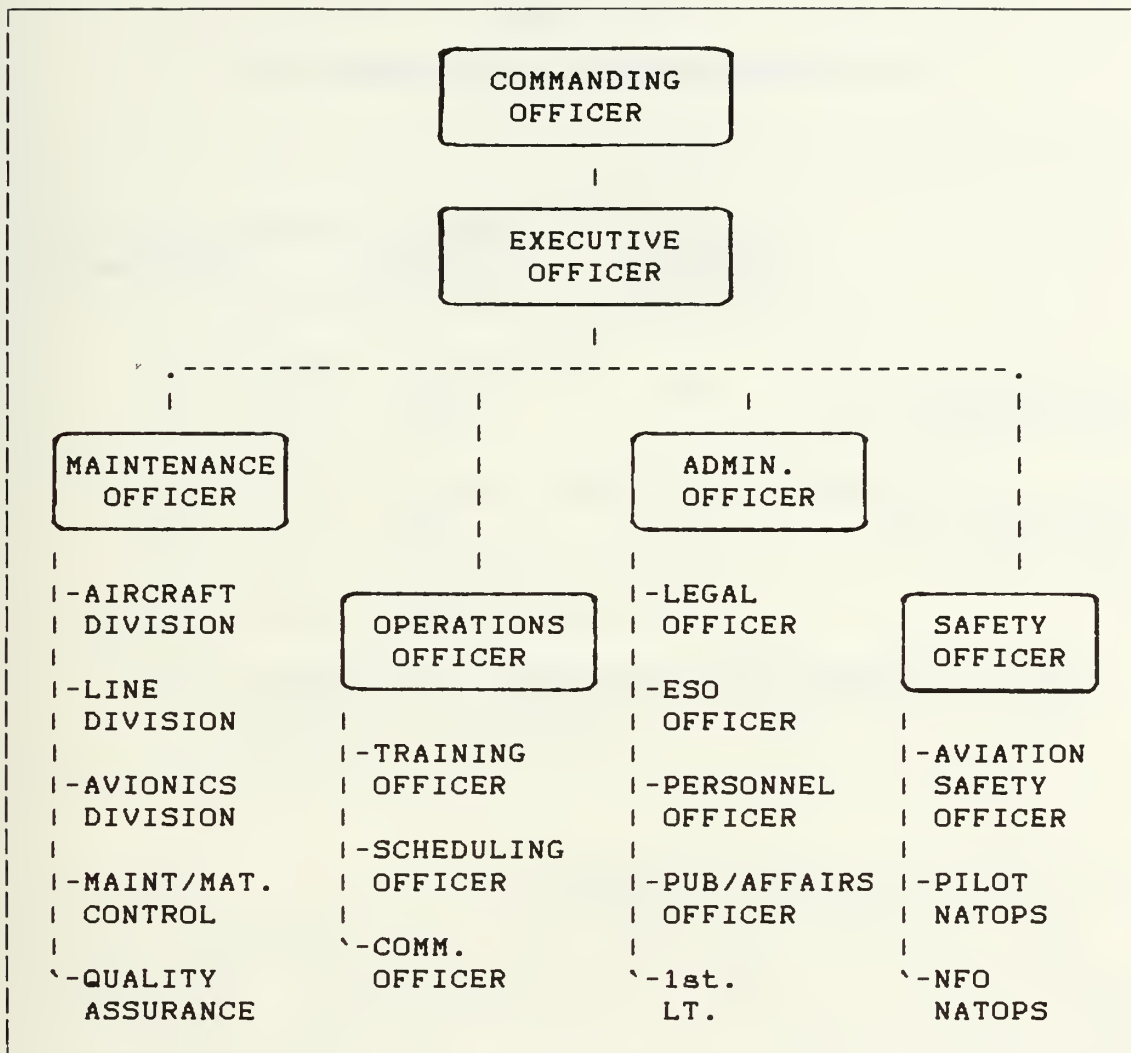 COMMANDING
OFFICER
EXECUTIVE
OFFICER
MAINTENANCE
OFFICER
-AIRCRAFT
DIVISION
-LINE
DIVISION
-AVIONICS
DIVISION
-MAINT/MAT.
CONTROL
-QUALITY
ASSURANCE
OPERATIONS
OFFICER
-TRAINING
OFFICER
-SCHEDULING
OFFICER
-COMM.
OFFICER
ADMIN.
OFFICER
-LEGAL
OFFICER
-ESO
OFFICER
-PERSONNEL
OFFICER
-PUB/AFFAIRS
OFFICER
-1st.
LT.
SAFETY
OFFICER
-AVIATION
SAFETY
OFFICER
-PILOT
NATOPS
-NFO
NATOPS